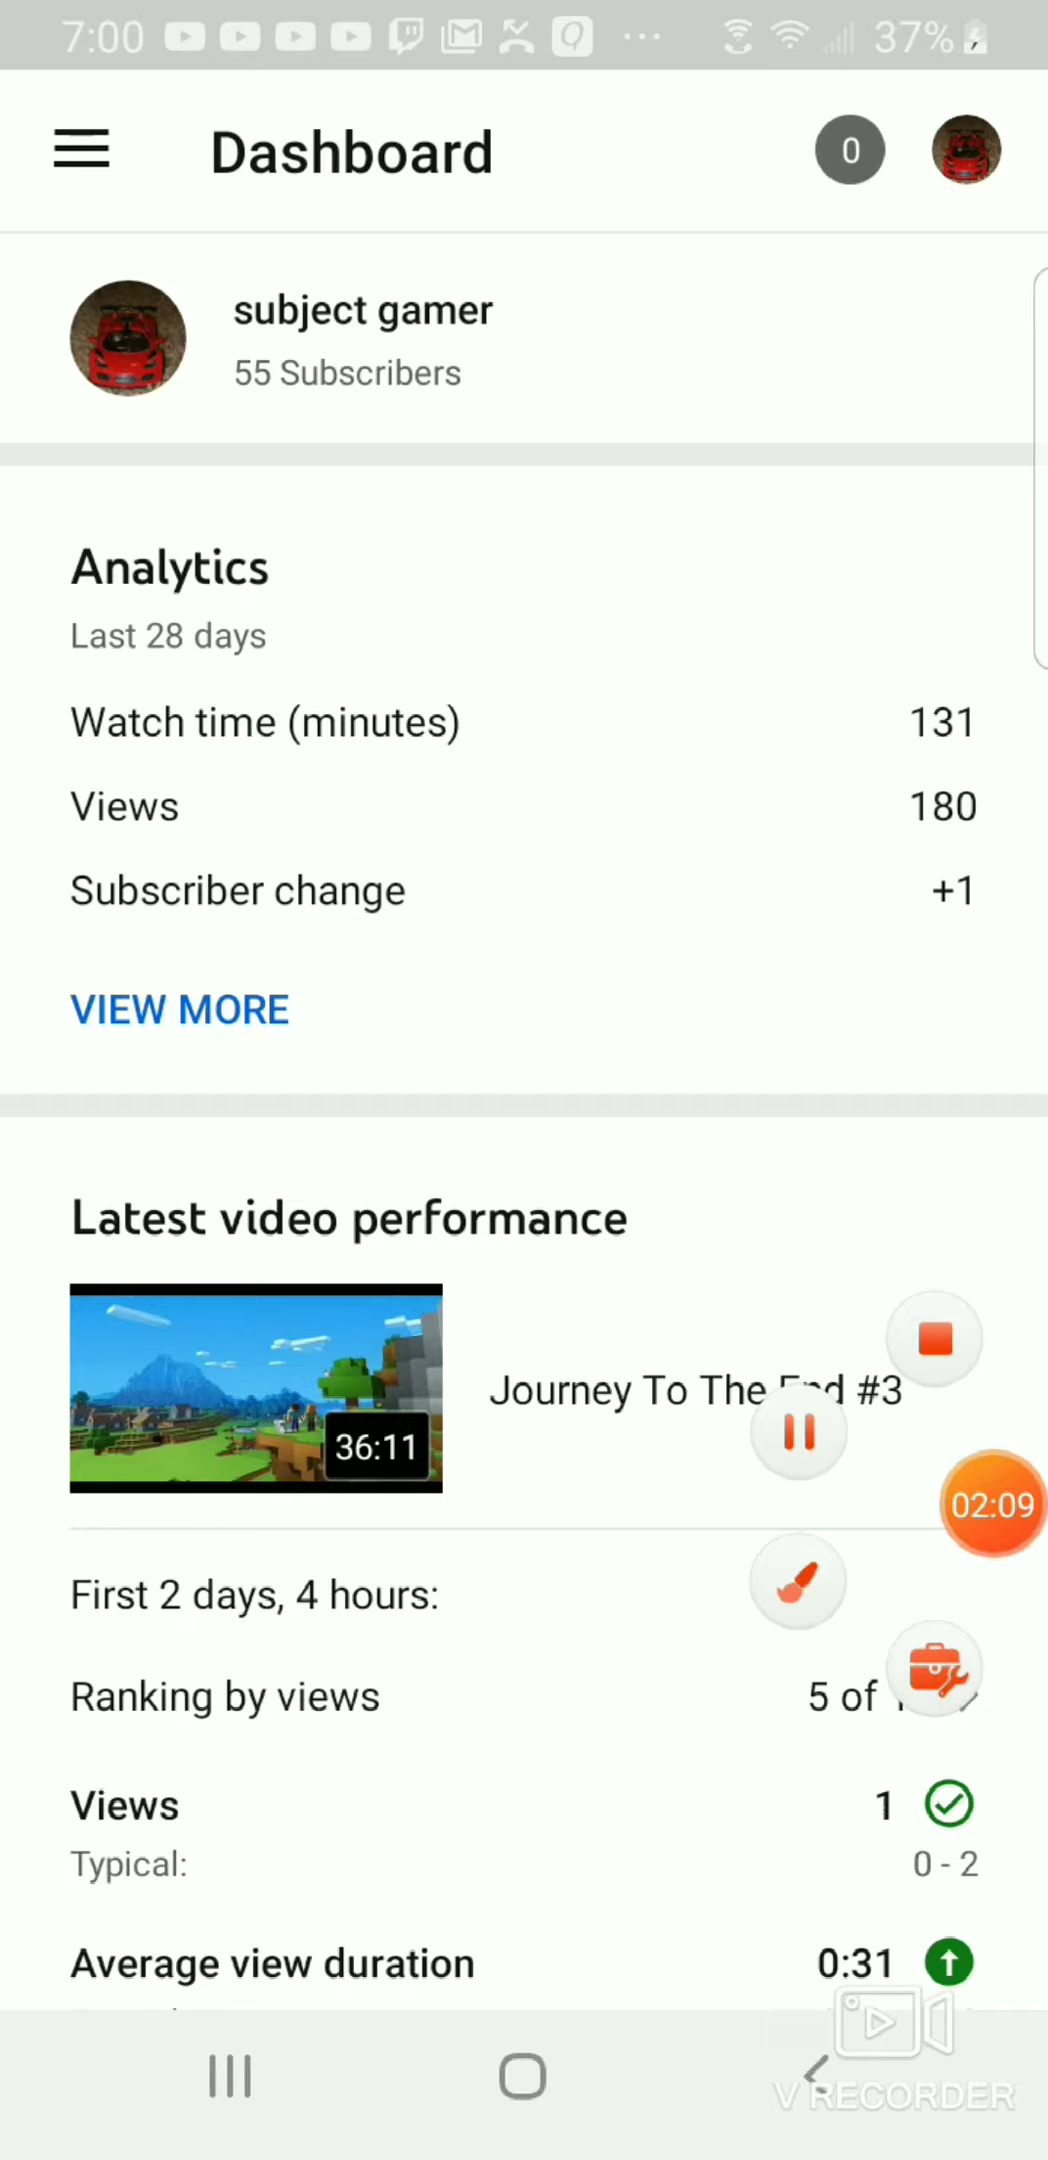 7:00 37%
Dashboard 0
subject gamer
55 Subscribers
Analytics
Last 28 days
Watch time (minutes) 131
Views 180
Subscriber change +1
VIEW MORE
Latest video performance
Journey To The End #3
36:11
02:09
First 2 days, 4 hours:
Ranking by views 5 of
Views 1
Typical: 0 - 2
Average view duration 0:31
V RECORDER